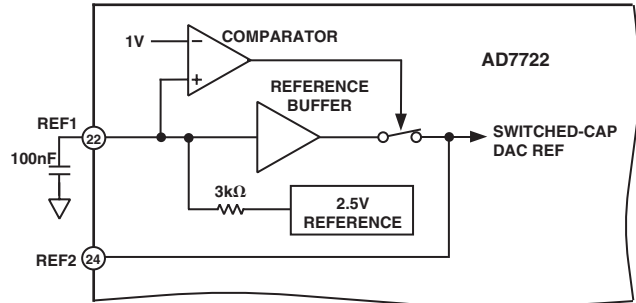 1V
–
+
COMPARATOR
AD7722
REFERENCE
BUFFER
REF1
22
100nF
SWITCHED-CAP
DAC REF
3kΩ
2.5V
REFERENCE
REF2
24